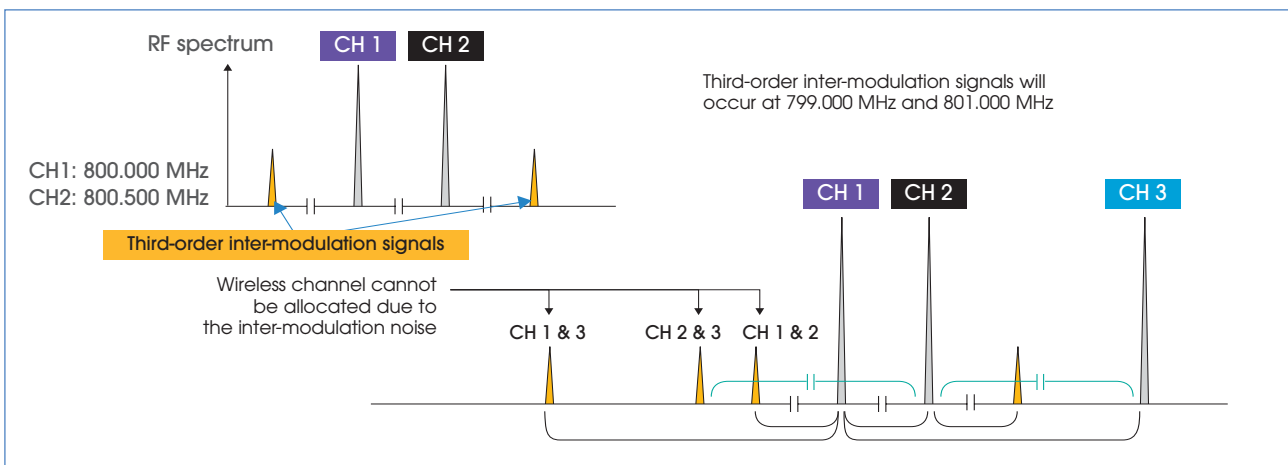 RF spectrum
CH 1
CH 2
Third-order inter-modulation signals will
occur at 799.000 MHz and 801.000 MHz
CH1: 800.000 MHz
CH2: 800.500 MHz
Third-order inter-modulation signals
CH 1
CH 2
CH 3
Wireless channel cannot
be allocated due to
the inter-modulation noise
CH 1 & 3
CH 2 & 3
CH 1 & 2